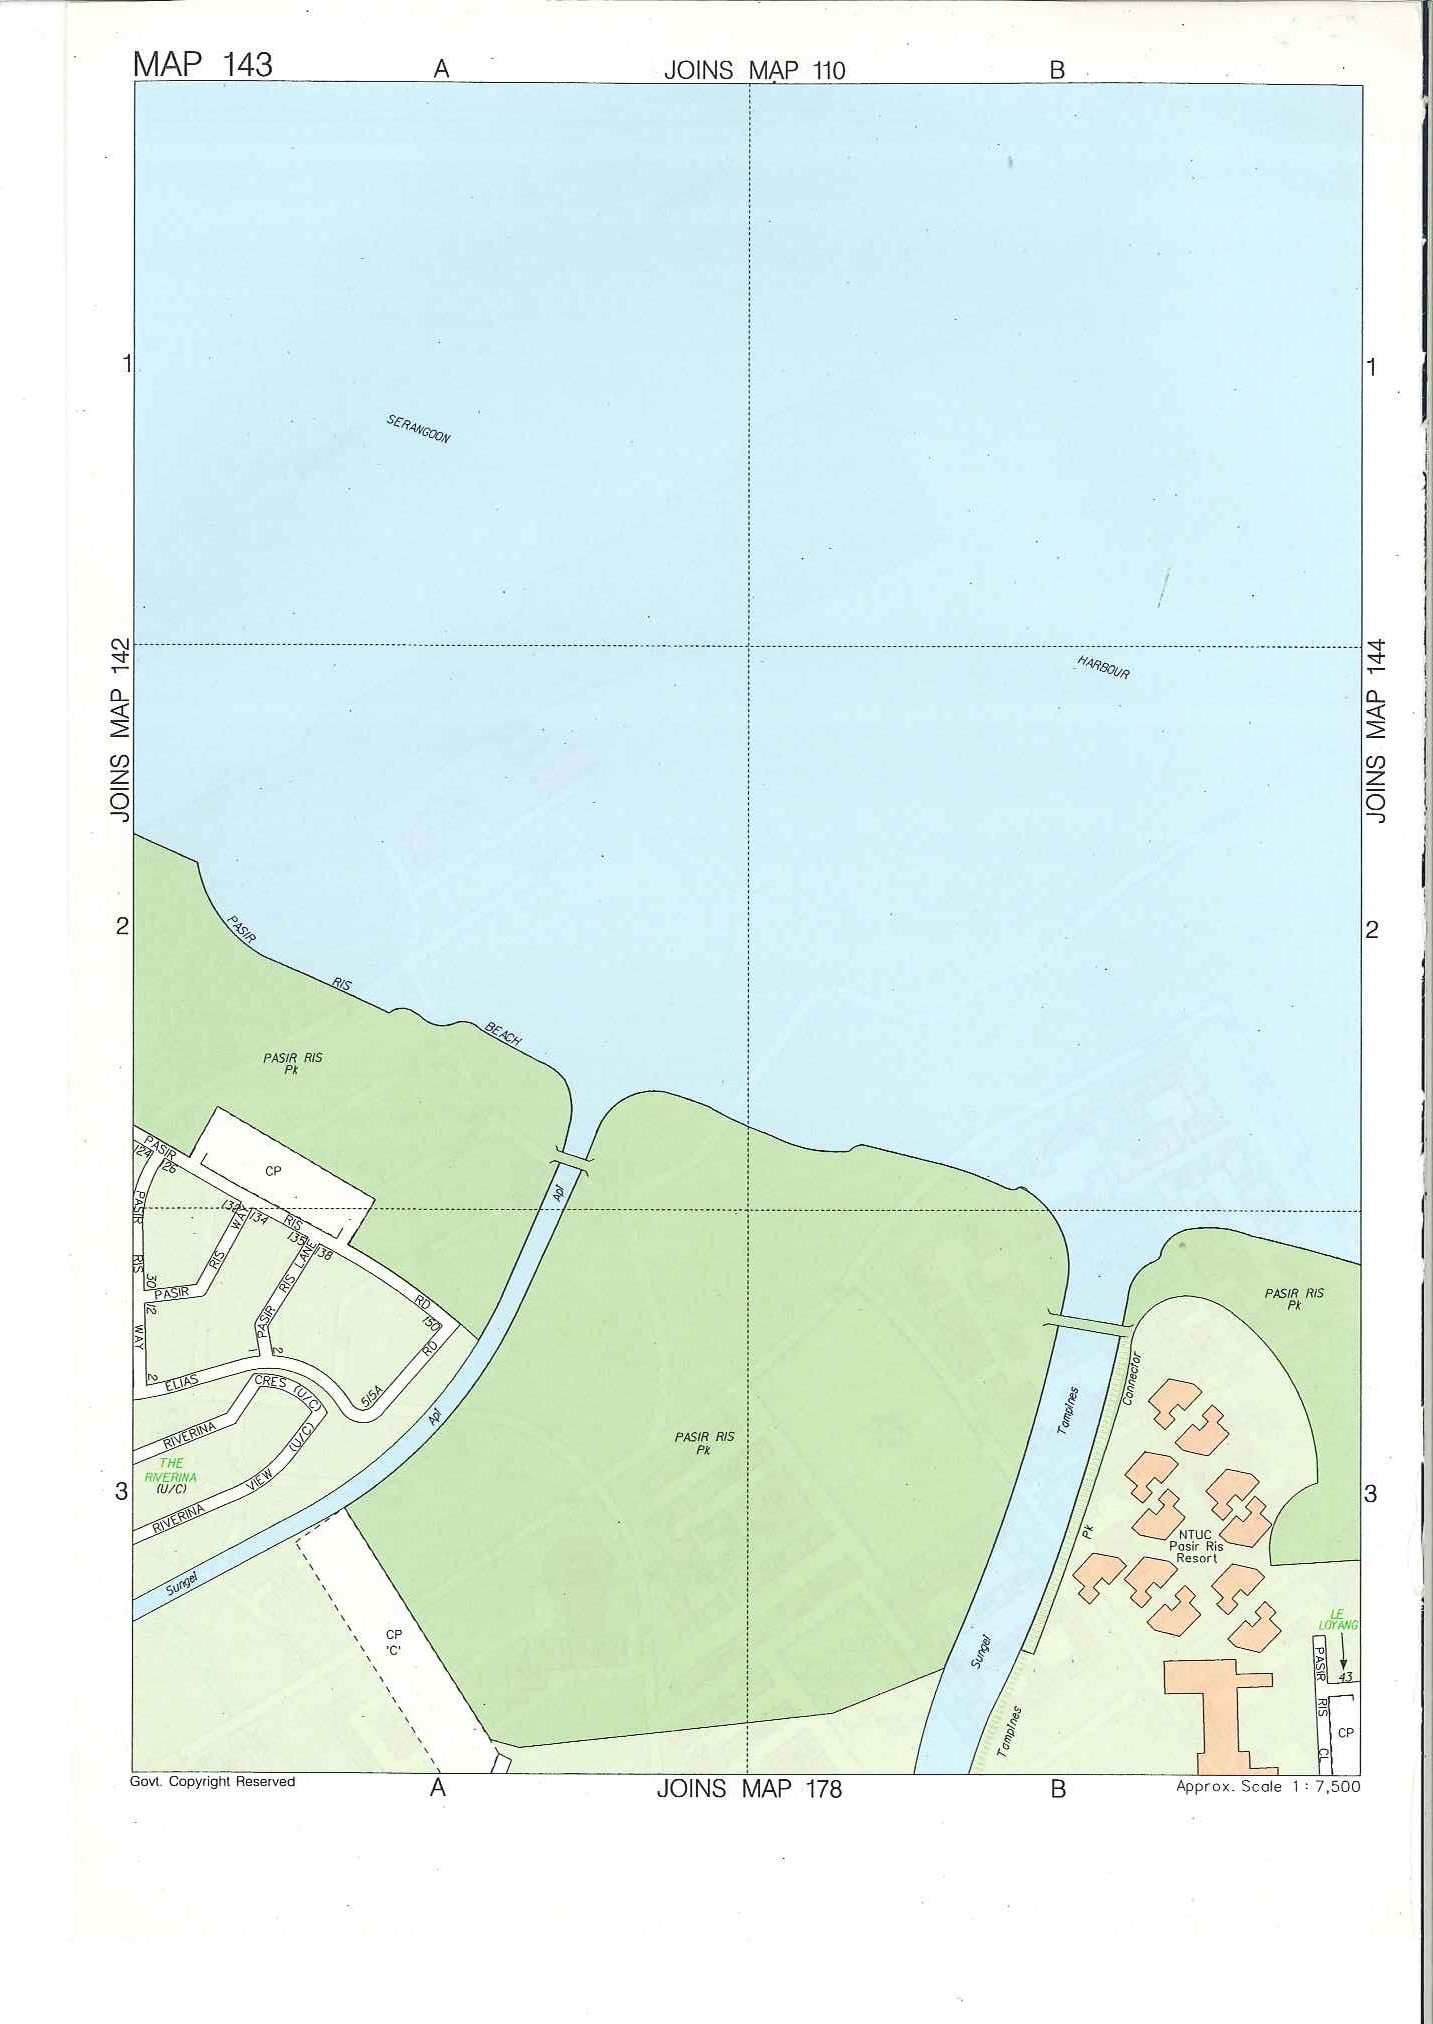 MAP 143
A
JOINS MAP 110
B
1
1
SERANGOON
JOINS MAP 142
HARBOUR
JOINS MAP 144
2
2
PASIR
RIS
BEACH
PASIR RIS
Pk
PASIR
124
126
CP
PASIR
RIS
WAY
132
134
RIS
135
138
PASIR
RIS
WAY
PASIR
RIS
LANE
30
12
2
RD
150
RD
1
2
ELIAS
515A
Api
Api
Sungei
CRES (U/C)
RIVERINA
THE
RIVERINA
(U/C)
RIVERINA
VIEW
(U/C)
CP
'C'
PASIR RIS
Pk
PASIR RIS
Pk
3
3
Tampines
Sungei
Connector
Pk
Tampines
NTUC
Pasir Ris
Resort
LE
LOYANG
43
PASIR
RIS
CL
CP
Govt. Copyright Reserved
A
JOINS MAP 178
B
Approx. Scale 1 : 7,500